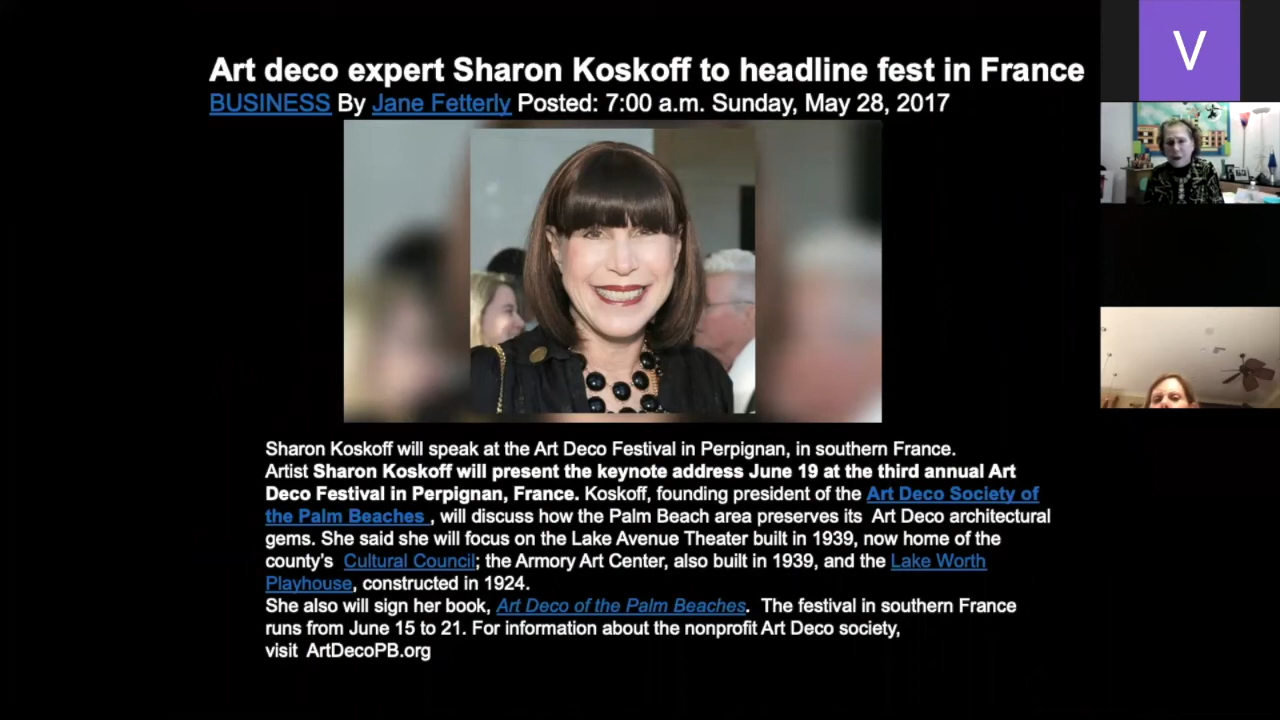 Art deco expert Sharon Koskoff to headline fest in France
BUSINESS By Jane Fetterly Posted: 7:00 a.m. Sunday, May 28, 2017
V
Sharon Koskoff will speak at the Art Deco Festival in Perpignan, in southern France.
Artist Sharon Koskoff will present the keynote address June 19 at the third annual Art
Deco Festival in Perpignan, France. Koskoff, founding president of the Art Deco Society of
the Palm Beaches , will discuss how the Palm Beach area preserves its Art Deco architectural
gems. She said she will focus on the Lake Avenue Theater built in 1939, now home of the
county's Cultural Council; the Armory Art Center, also built in 1939, and the Lake Worth
Playhouse, constructed in 1924.
She also will sign her book, Art Deco of the Palm Beaches. The festival in southern France
runs from June 15 to 21. For information about the nonprofit Art Deco society,
visit ArtDecoPB.org